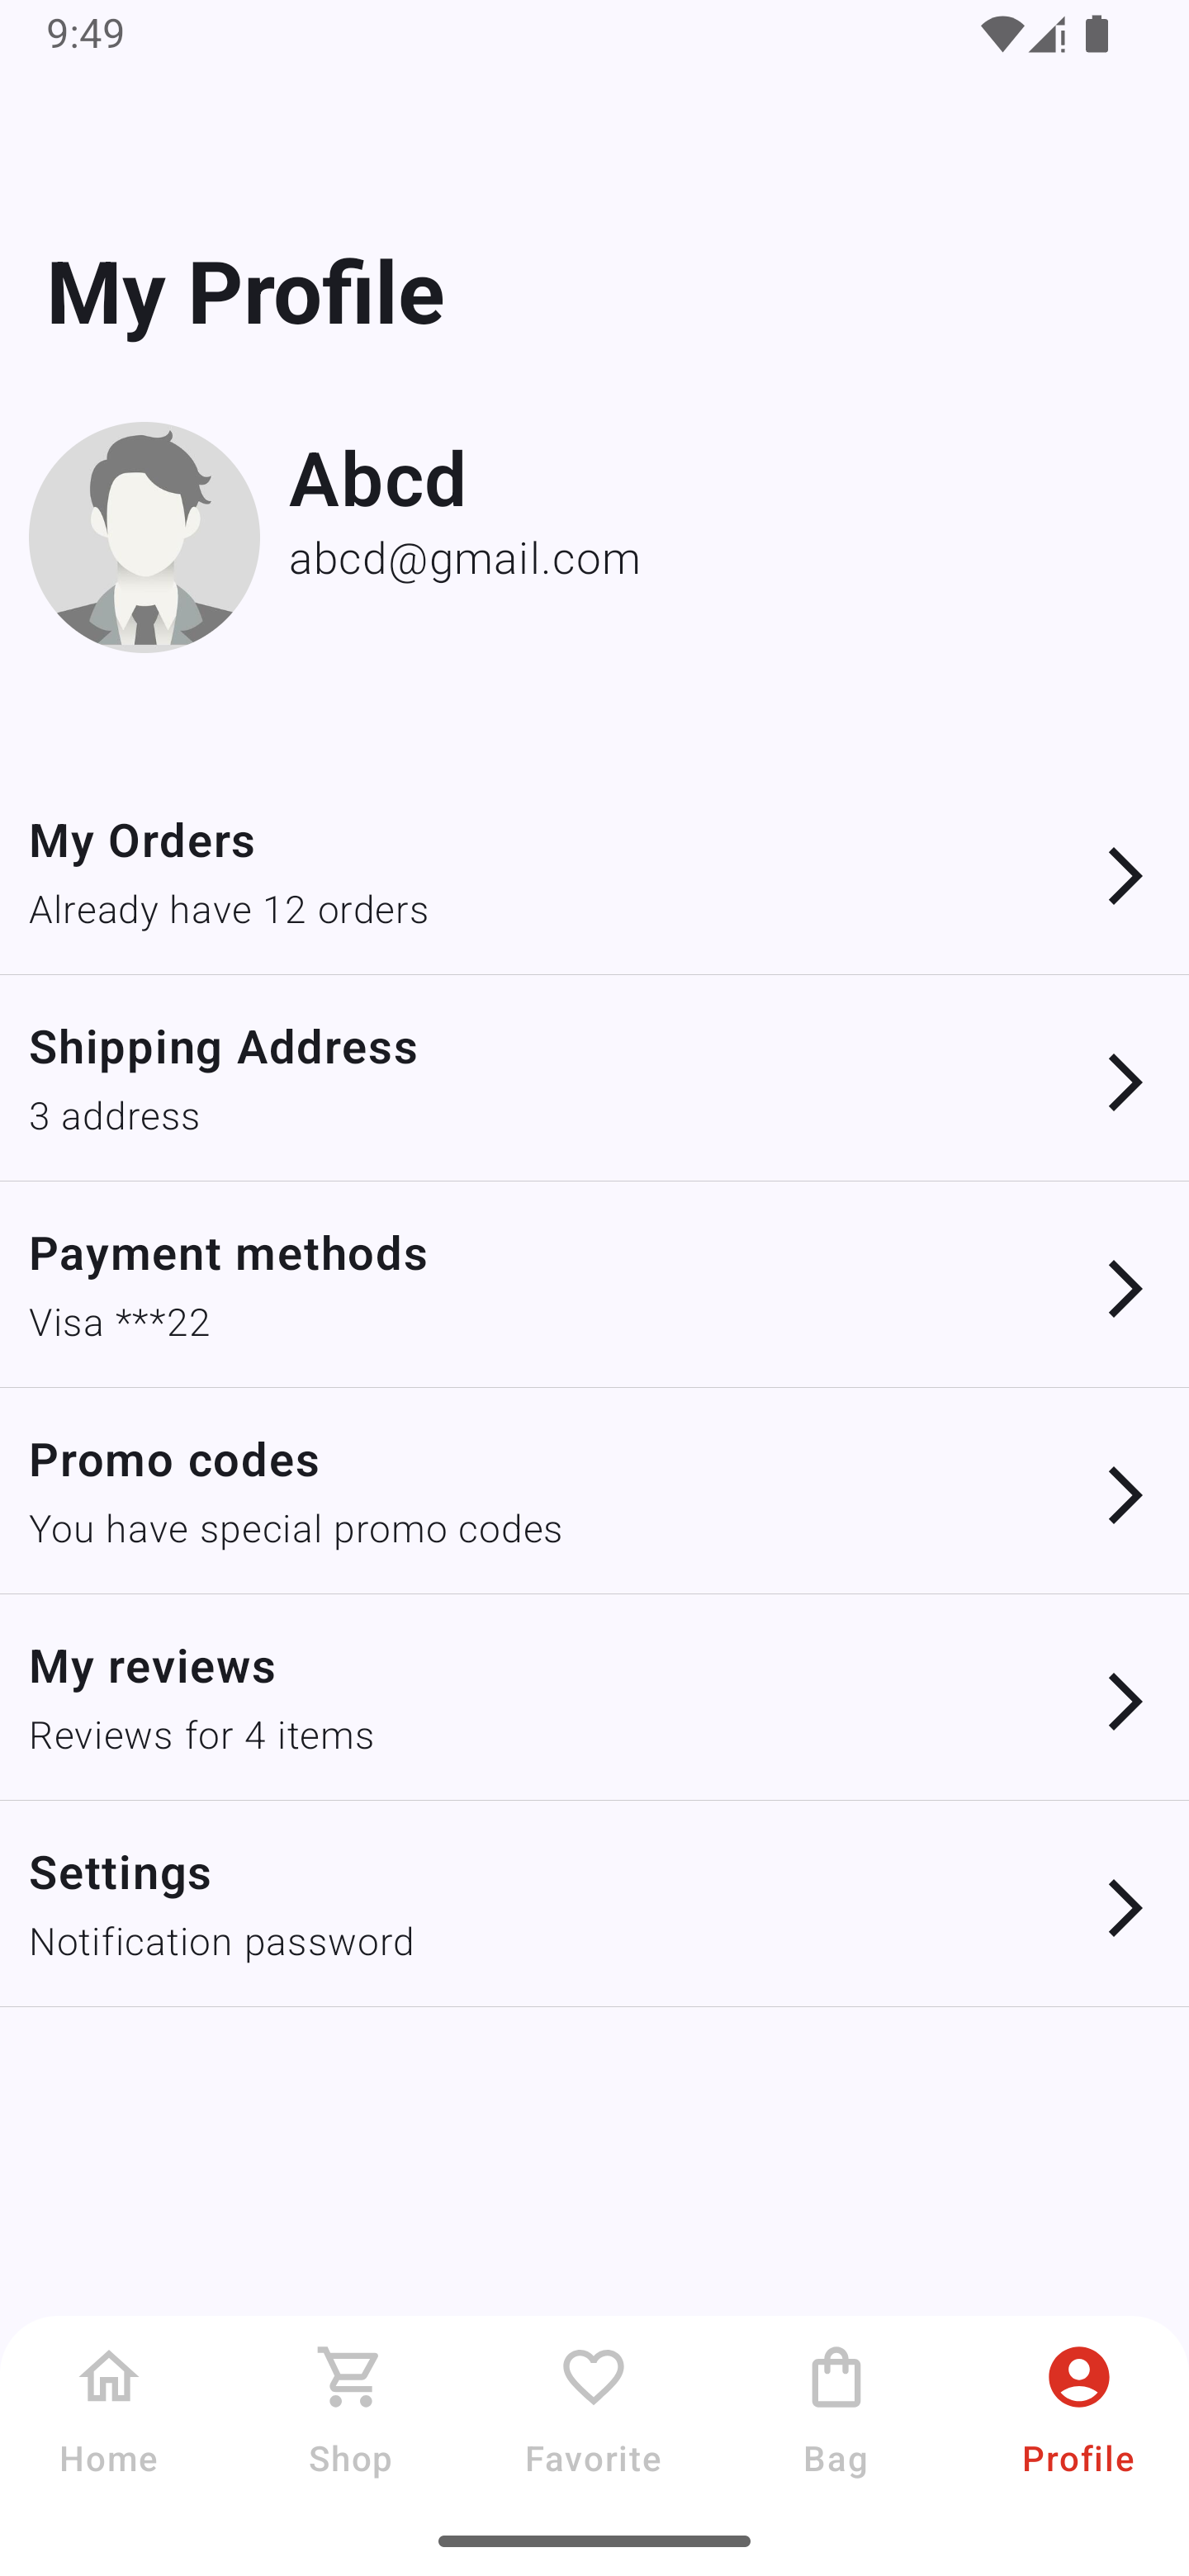 9:49
My Profile
Abcd
abcd@gmail.com
My Orders
Already have 12 orders
Shipping Address
3 address
Payment methods
Visa ***22
Promo codes
You have special promo codes
My reviews
Reviews for 4 items
Settings
Notification password
Home Shop Favorite Bag Profile